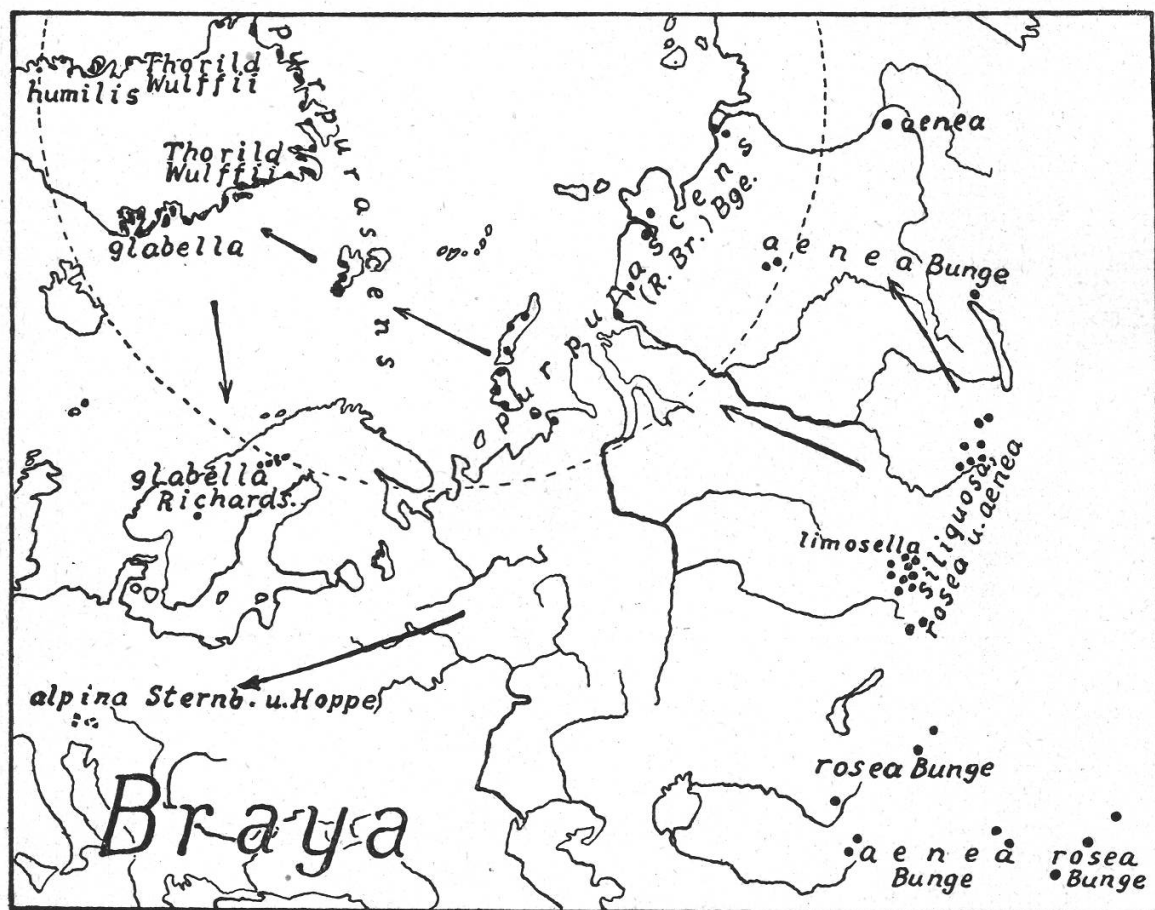 Thorild
Wulffii
humilis
purpurascens
Thorild
Wulffii
glabella
aenea
purpurascens
(R. Br.) Bge.
aenea Bunge
glabella
Richards.
siliquosa,
rosea u. aenea
limosella
alpina Sternb. u. Hoppe
rosea Bunge
Braya
aenea
Bunge
rosea
Bunge